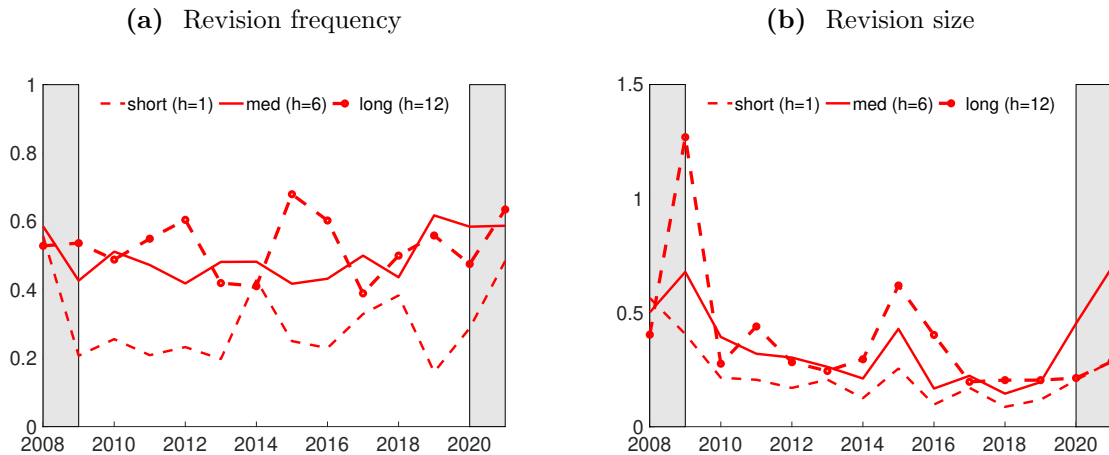 (a) Revision frequency
1
short (h=1) med (h=6) long (h=12)
0.8
0.6
0.4
0.2
0
2008 2010 2012 2014 2016 2018 2020
(b) Revision size
1.5
short (h=1) med (h=6) long (h=12)
1
0.5
0
2008 2010 2012 2014 2016 2018 2020